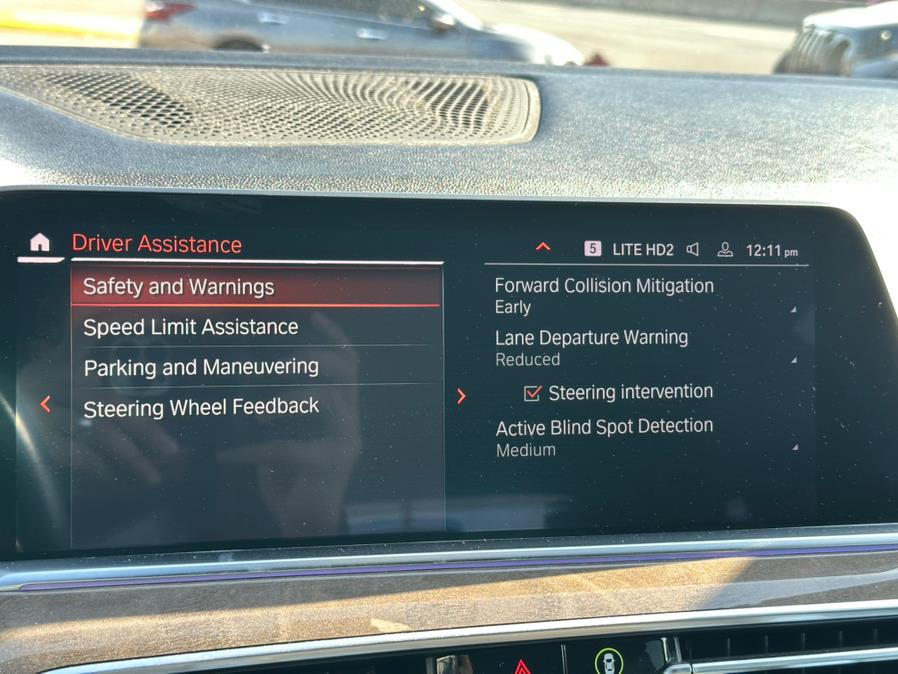 Driver Assistance
5 LITE HD2 12:11 pm
Safety and Warnings
Speed Limit Assistance
Parking and Maneuvering
Steering Wheel Feedback
Forward Collision Mitigation
Early
Lane Departure Warning
Reduced
Steering intervention
Active Blind Spot Detection
Medium